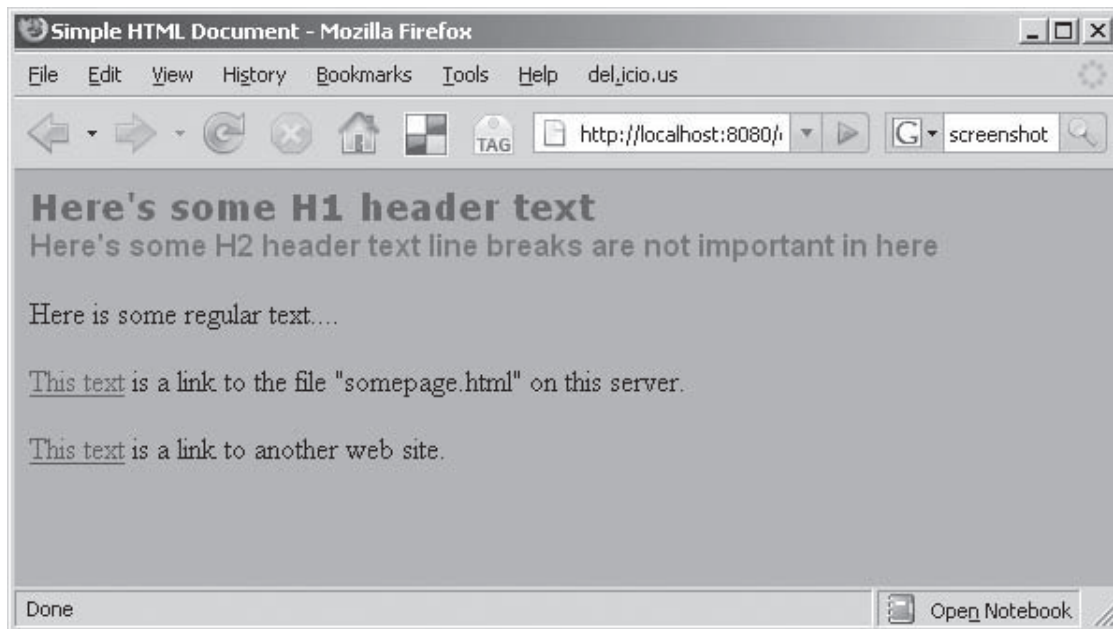 Simple HTML Document - Mozilla Firefox
File Edit View History Bookmarks Tools Help del.icio.us
TAG http://localhost:8080/ G screenshot
Here's some H1 header text
Here's some H2 header text line breaks are not important in here
Here is some regular text....
This text is a link to the file "somepage.html" on this server.
This text is a link to another web site.
Done Open Notebook